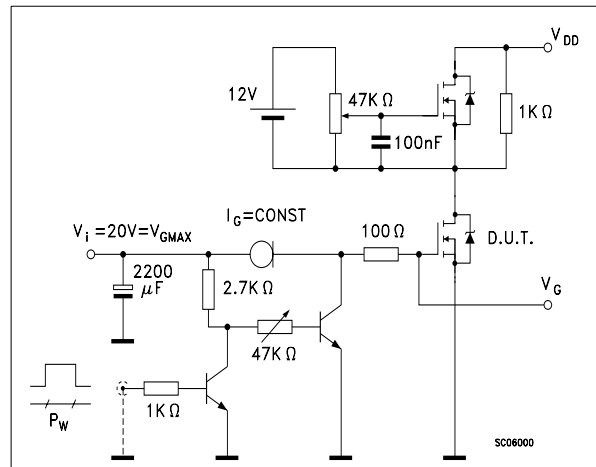 V_DD
12V
47K Ω
1K Ω
100nF
I_G=CONST
V_i =20V=V_GMAX
100 Ω
D.U.T.
2200
μF
2.7K Ω
V_G
47K Ω
1K Ω
P_W
SC06000